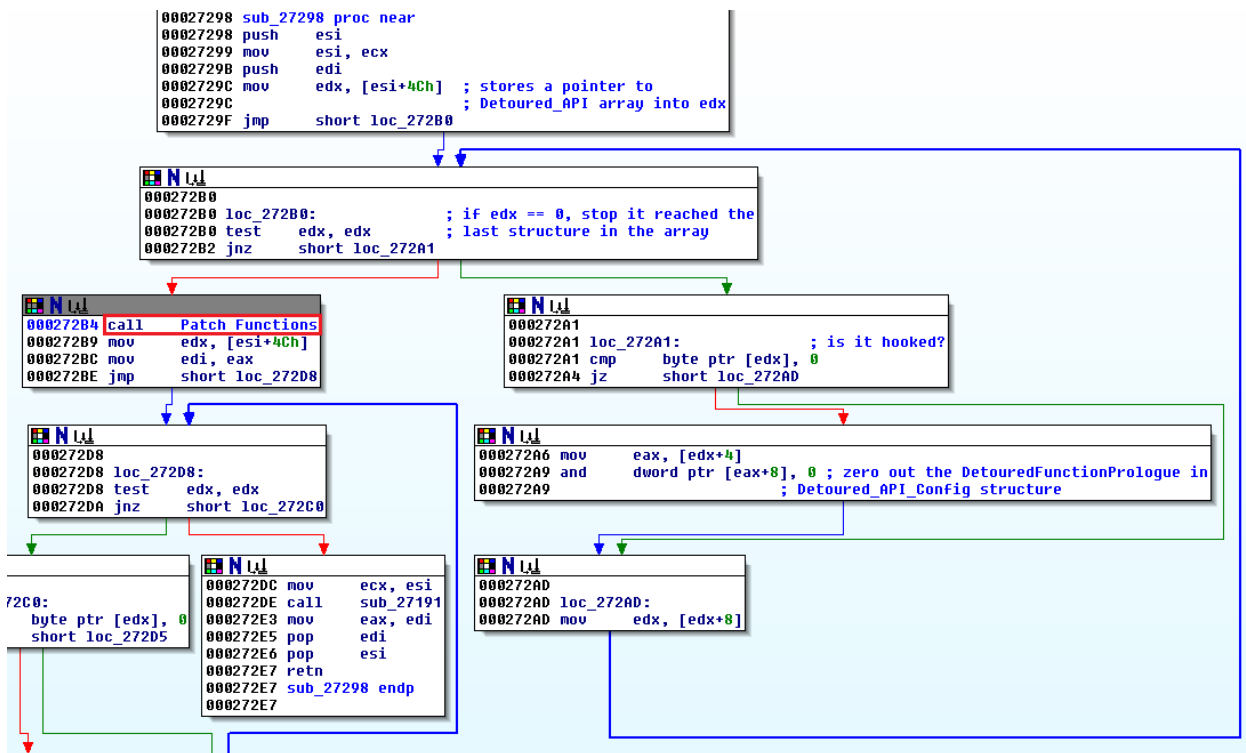 00027298 sub_27298 proc near
00027298 push esi
00027299 mov esi, ecx
0002729B push edi
0002729C mov edx, [esi+4Ch] ; stores a pointer to
0002729C ; Detoured_API array into edx
0002729F jmp short loc_272B0
000272B0
000272B0 loc_272B0: ; if edx == 0, stop it reached the
000272B0 test edx, edx ; last structure in the array
000272B2 jnz short loc_272A1
000272B4 call Patch Functions
000272B9 mov edx, [esi+4Ch]
000272BC mov edi, eax
000272BE jmp short loc_272D8
000272A1
000272A1 loc_272A1: ; is it hooked?
000272A1 cmp byte ptr [edx], 0
000272A4 jz short loc_272AD
000272D8
000272D8 loc_272D8:
000272D8 test edx, edx
000272DA jnz short loc_272C0
000272A6 mov eax, [edx+4]
000272A9 and dword ptr [eax+8], 0 ; zero out the DetouredFunctionPrologue in
000272A9 ; Detoured_API_Config structure
72C0:
byte ptr [edx], 0
short loc_272D5
000272DC mov ecx, esi
000272DE call sub_27191
000272E3 mov eax, edi
000272E5 pop edi
000272E6 pop esi
000272E7 retn
000272E7 sub_27298 endp
000272E7
000272AD
000272AD loc_272AD:
000272AD mov edx, [edx+8]